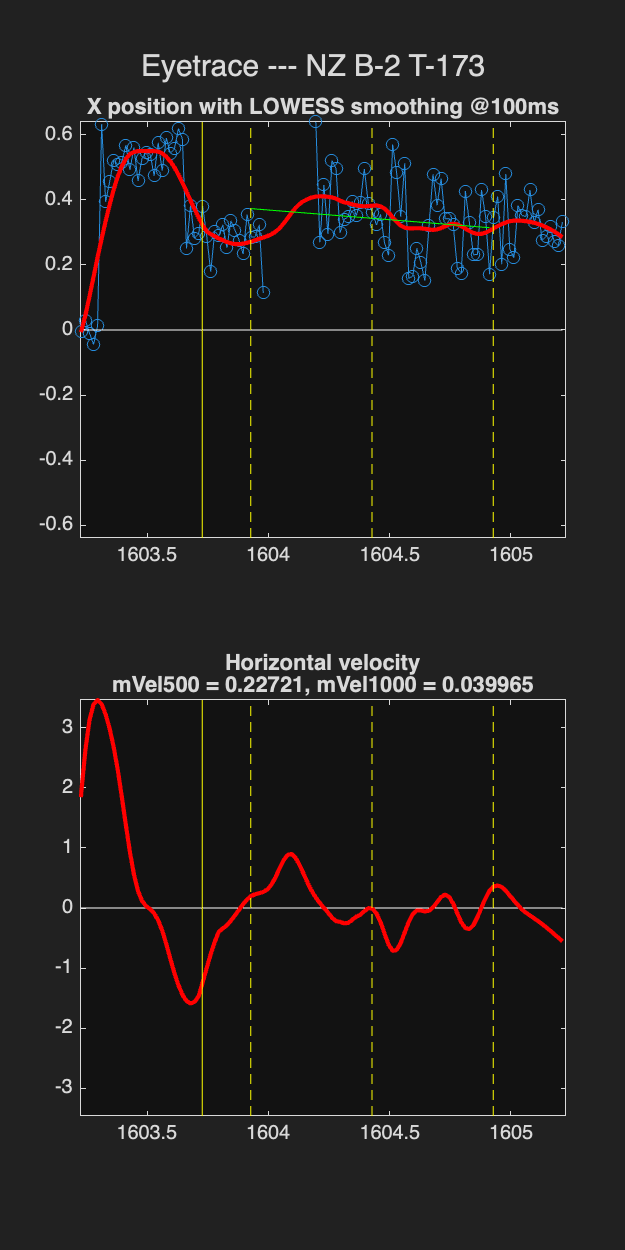 Eyetrace --- NZ B-2 T-173
X position with LOWESS smoothing @100ms
0.6
0.4
0.2
0
-0.2
-0.4
-0.6
1603.5 1604 1604.5 1605
Horizontal velocity
mVel500 = 0.22721, mVel1000 = 0.039965
3
2
1
0
-1
-2
-3
1603.5 1604 1604.5 1605